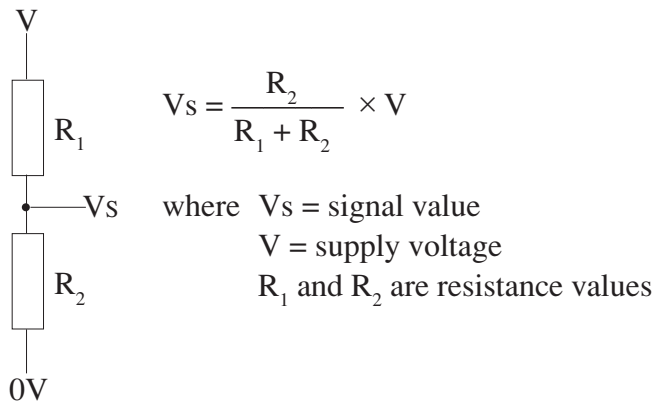 V
R₁
Vs
R₂
0V
Vs = R₂ / (R₁ + R₂) × V
where Vs = signal value
V = supply voltage
R₁ and R₂ are resistance values